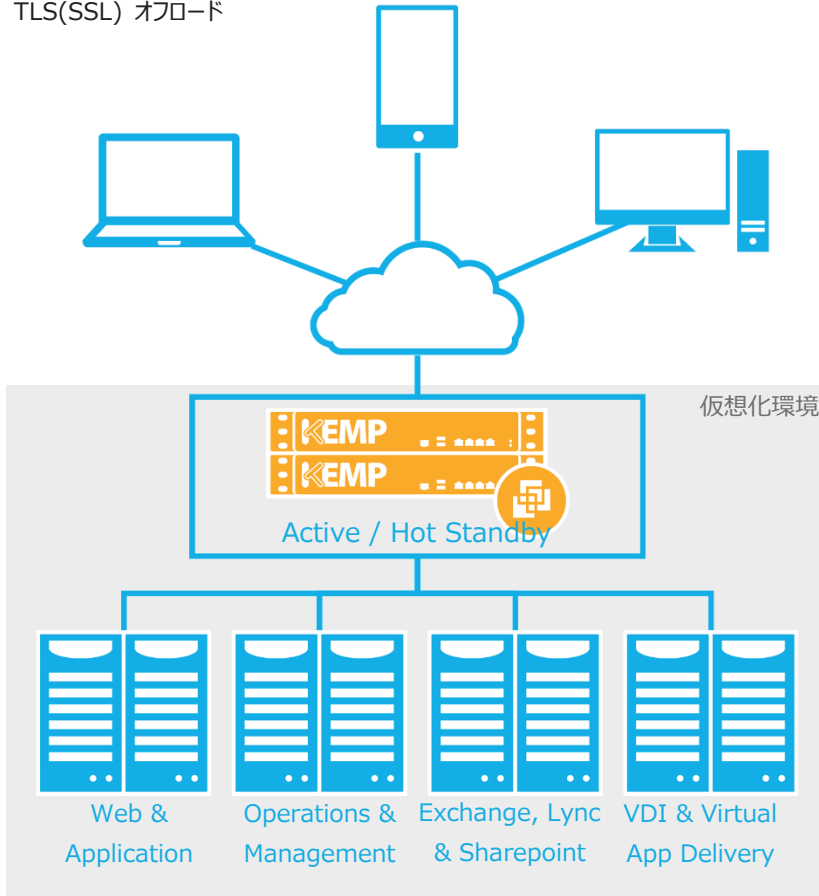 TLS(SSL) オフロード
仮想化環境
KEMP
KEMP
Active / Hot Standby
Web &
Application
Operations &
Management
Exchange, Lync
& Sharepoint
VDI & Virtual
App Delivery